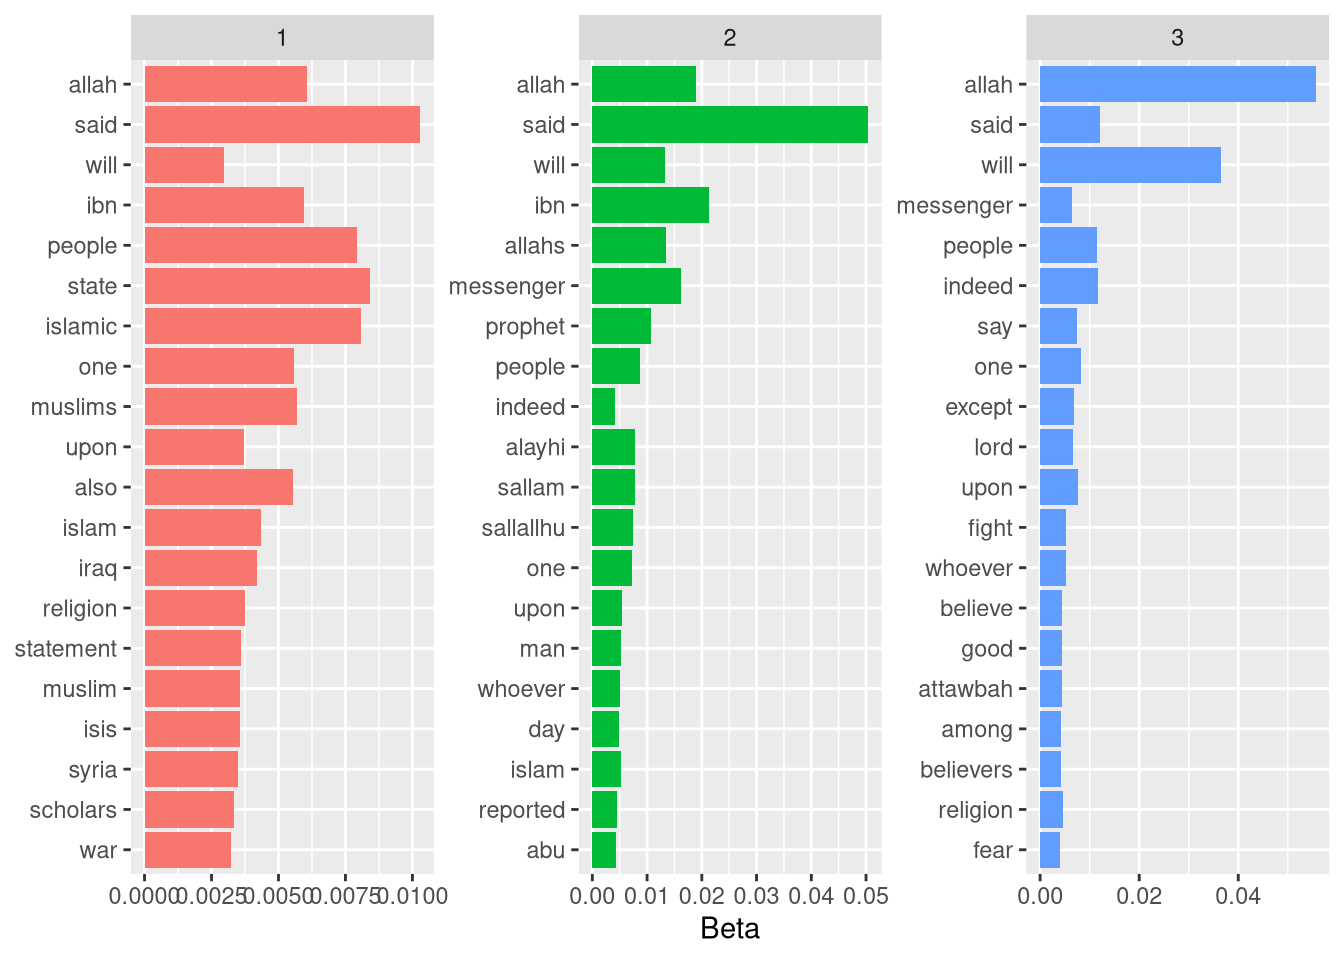 1
allah
said
will
ibn
people
state
islamic
one
muslims
upon
also
islam
iraq
religion
statement
muslim
isis
syria
scholars
war
0.0000 0.0025 0.0050 0.0075 0.0100
2
allah
said
will
ibn
allahs
messenger
prophet
people
indeed
alayhi
sallam
sallallhu
one
upon
man
whoever
day
islam
reported
abu
0.00 0.01 0.02 0.03 0.04 0.05
3
allah
said
will
messenger
people
indeed
say
one
except
lord
upon
fight
whoever
believe
good
attawbah
among
believers
religion
fear
0.00 0.02 0.04
Beta